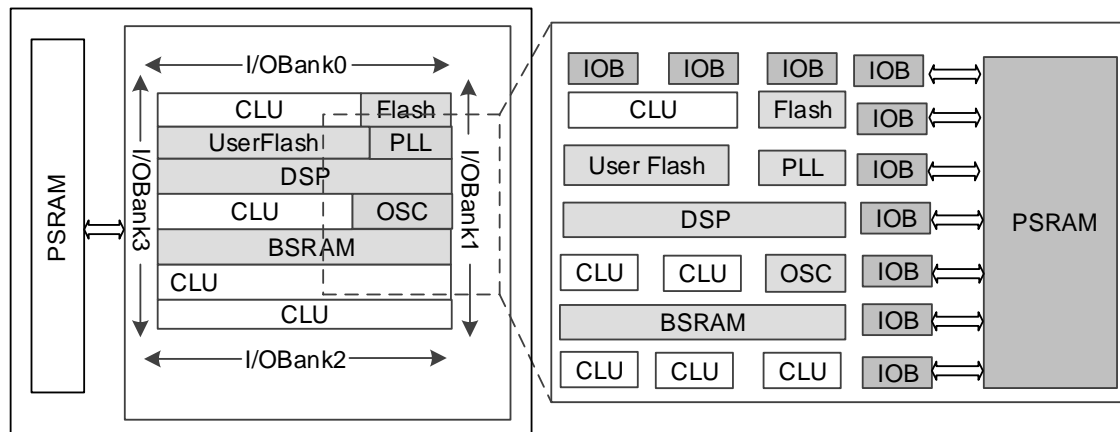 I/OBank0
CLU Flash
UserFlash PLL
DSP
CLU OSC
BSRAM
CLU
CLU
I/OBank2
I/OBank3
I/OBank1
PSRAM
IOB IOB IOB IOB
CLU Flash IOB
User Flash PLL IOB
DSP IOB
CLU CLU OSC IOB
BSRAM IOB
CLU CLU CLU IOB
PSRAM